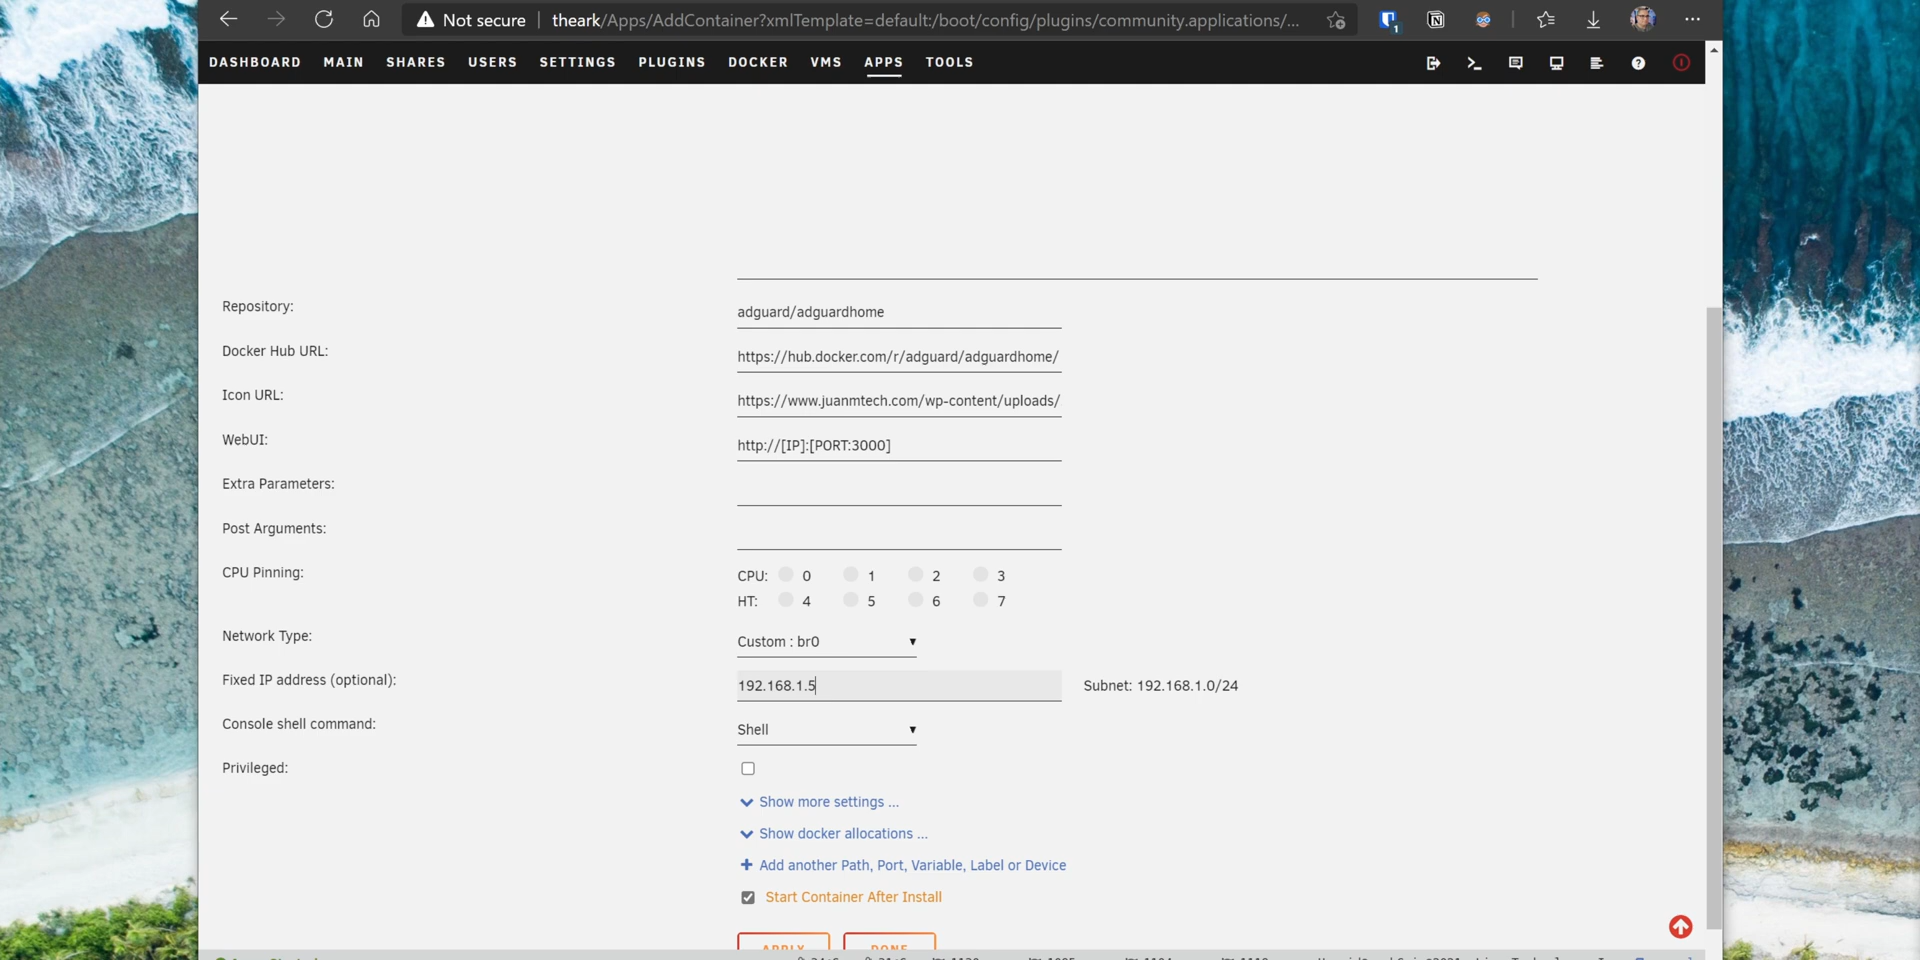 Not secure theark/Apps/AddContainer?xmlTemplate=default:/boot/config/plugins/community.applications/...
1
DASHBOARD MAIN SHARES USERS SETTINGS PLUGINS DOCKER VMS APPS TOOLS
Repository: adguard/adguardhome
Docker Hub URL: https://hub.docker.com/r/adguard/adguardhome/
Icon URL: https://www.juanmtech.com/wp-content/uploads/
WebUI: http://[IP]:[PORT:3000]
Extra Parameters:
Post Arguments:
CPU Pinning: CPU: 0 1 2 3
HT: 4 5 6 7
Network Type: Custom : br0
Fixed IP address (optional): 192.168.1.5 Subnet: 192.168.1.0/24
Console shell command: Shell
Privileged:
Show more settings ...
Show docker allocations ...
Add another Path, Port, Variable, Label or Device
Start Container After Install
APPLY DONE